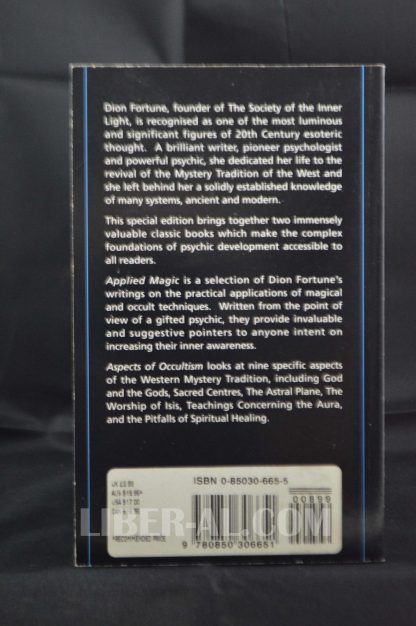 Dion Fortune, founder of The Society of the Inner
Light, is recognised as one of the most luminous
and significant figures of 20th Century esoteric
thought. A brilliant writer, pioneer psychologist
and powerful psychic, she dedicated her life to the
revival of the Mystery Tradition of the West and
she left behind her a solidly established knowledge
of many systems, ancient and modern.
This special edition brings together two immensely
valuable classic books which make the complex
foundations of psychic development accessible to
all readers.
Applied Magic is a selection of Dion Fortune's
writings on the practical applications of magical
and occult techniques. Written from the point of
view of a gifted psychic, they provide invaluable
and suggestive pointers to anyone intent on
increasing their inner awareness.
Aspects of Occultism looks at nine specific aspects
of the Western Mystery Tradition, including God
and the Gods, Sacred Centres, The Astral Plane, The
Worship of Isis, Teachings Concerning the Aura,
and the Pitfalls of Spiritual Healing.
ISBN 0-85030-665-5
00899
UK
AUS
USA
*RECOMMENDED PRICE
LIBER-AL.COM
9 780850 306651